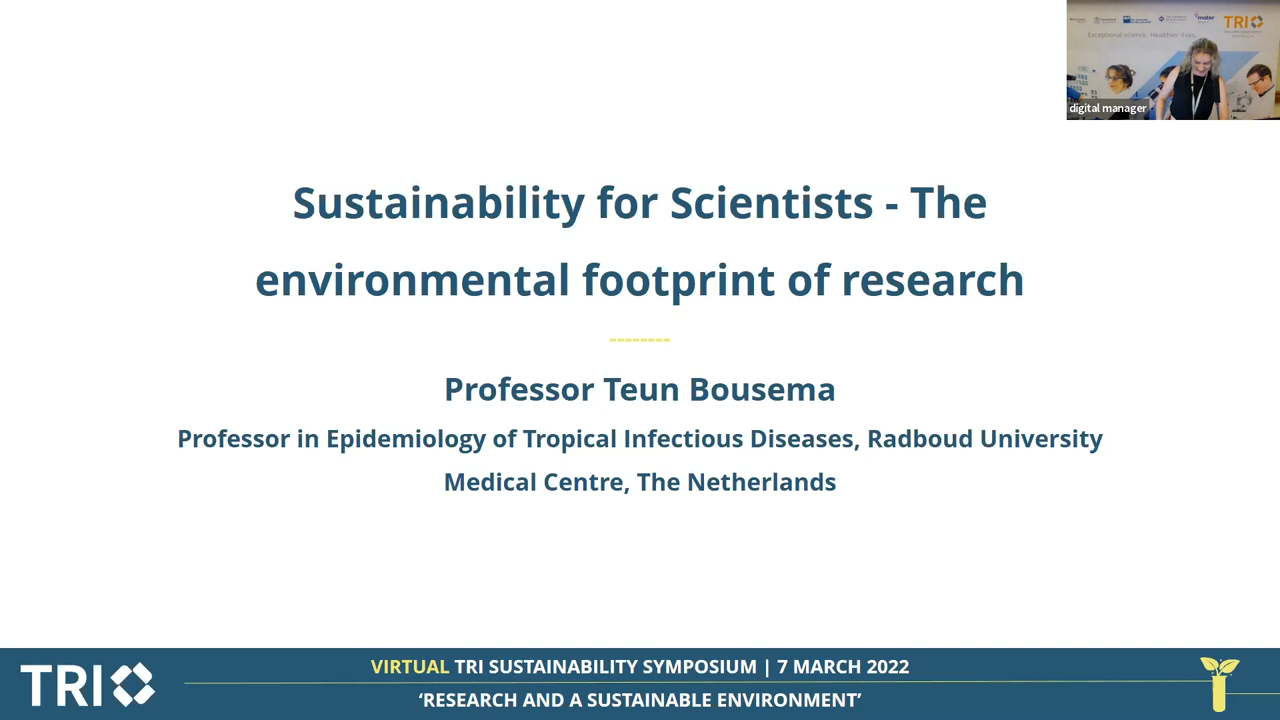 mater
TRI
Exceptional science. Healthier lives.
digital manager
Sustainability for Scientists - The
environmental footprint of research
--------
Professor Teun Bousema
Professor in Epidemiology of Tropical Infectious Diseases, Radboud University
Medical Centre, The Netherlands
TRI
VIRTUAL TRI SUSTAINABILITY SYMPOSIUM | 7 MARCH 2022
‘RESEARCH AND A SUSTAINABLE ENVIRONMENT’